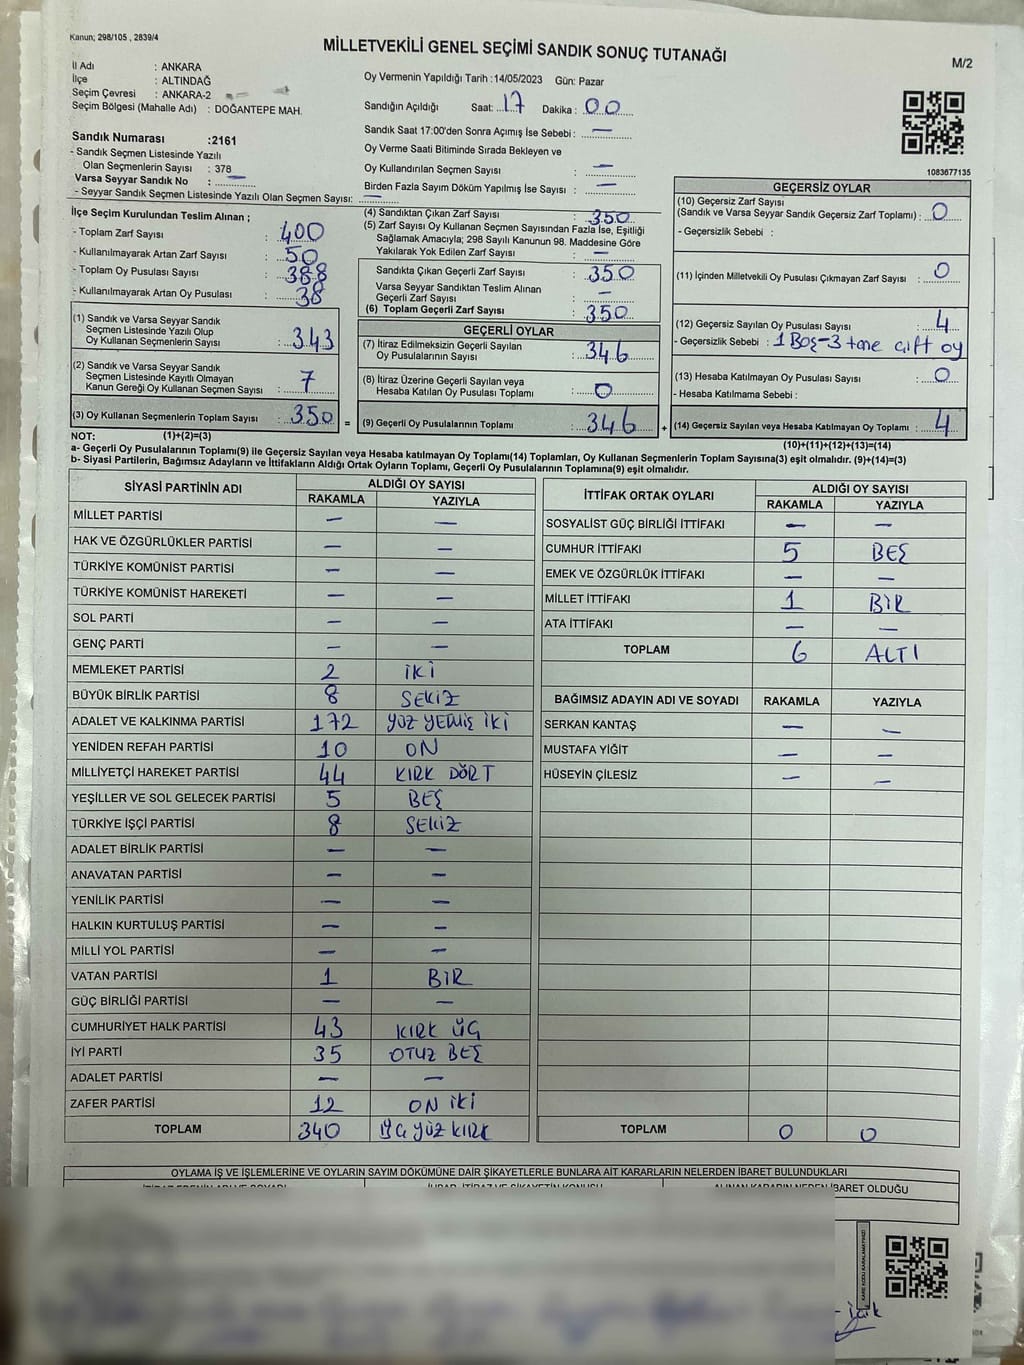 Kanun; 298/105 , 2839/4
MİLLETVEKİLİ GENEL SEÇİMİ SANDIK SONUÇ TUTANAĞI
M/2
İl Adı : ANKARA
İlçe : ALTINDAĞ
Seçim Çevresi : ANKARA-2
Seçim Bölgesi (Mahalle Adı) : DOĞANTEPE MAH.
Sandık Numarası :2161
- Sandık Seçmen Listesinde Yazılı
Olan Seçmenlerin Sayısı : 378
Varsa Seyyar Sandık No : —
- Seyyar Sandık Seçmen Listesinde Yazılı Olan Seçmen Sayısı: —
Oy Vermenin Yapıldığı Tarih :14/05/2023 Gün: Pazar
Sandığın Açıldığı Saat: 17 Dakika : 00
Sandık Saat 17:00'den Sonra Açımış İse Sebebi : —
Oy Verme Saati Bitiminde Sırada Bekleyen ve
Oy Kullandırılan Seçmen Sayısı : —
Birden Fazla Sayım Döküm Yapılmış İse Sayısı : —
1083677135
İlçe Seçim Kurulundan Teslim Alınan ;
- Toplam Zarf Sayısı : 400
- Kullanılmayarak Artan Zarf Sayısı : 50
- Toplam Oy Pusulası Sayısı : 388
- Kullanılmayarak Artan Oy Pusulası : 38
(1) Sandık ve Varsa Seyyar Sandık
Seçmen Listesinde Yazılı Olup
Oy Kullanan Seçmenlerin Sayısı : 343
(2) Sandık ve Varsa Seyyar Sandık
Seçmen Listesinde Kayıtlı Olmayan
Kanun Gereği Oy Kullanan Seçmen Sayısı : 7
(3) Oy Kullanan Seçmenlerin Toplam Sayısı : 350 =
(4) Sandıktan Çıkan Zarf Sayısı : 350
(5) Zarf Sayısı Oy Kullanan Seçmen Sayısından Fazla İse, Eşitliği
Sağlamak Amacıyla; 298 Sayılı Kanunun 98. Maddesine Göre
Yakılarak Yok Edilen Zarf Sayısı : —
Sandıkta Çıkan Geçerli Zarf Sayısı : 350
Varsa Seyyar Sandıktan Teslim Alınan
Geçerli Zarf Sayısı : —
(6) Toplam Geçerli Zarf Sayısı : 350
GEÇERLİ OYLAR
(7) İtiraz Edilmeksizin Geçerli Sayılan
Oy Pusulalarının Sayısı : 346
(8) İtiraz Üzerine Geçerli Sayılan veya
Hesaba Katılan Oy Pusulası Toplamı : 0
(9) Geçerli Oy Pusulalarının Toplamı : 346 +
GEÇERSİZ OYLAR
(10) Geçersiz Zarf Sayısı
(Sandık ve Varsa Seyyar Sandık Geçersiz Zarf Toplamı) : 0
- Geçersizlik Sebebi :
(11) İçinden Milletvekili Oy Pusulası Çıkmayan Zarf Sayısı : 0
(12) Geçersiz Sayılan Oy Pusulası Sayısı : 4
- Geçersizlik Sebebi : 1 Boş-3 tane çift oy
(13) Hesaba Katılmayan Oy Pusulası Sayısı : 0
- Hesaba Katılmama Sebebi :
(14) Geçersiz Sayılan veya Hesaba Katılmayan Oy Toplamı : 4
NOT: (1)+(2)=(3) (10)+(11)+(12)+(13)=(14)
a- Geçerli Oy Pusulalarının Toplamı(9) ile Geçersiz Sayılan veya Hesaba katılmayan Oy Toplamı(14) Toplamları, Oy Kullanan Seçmenlerin Toplam Sayısına(3) eşit olmalıdır. (9)+(14)=(3)
b- Siyasi Partilerin, Bağımsız Adayların ve İttifakların Aldığı Ortak Oyların Toplamı, Geçerli Oy Pusulalarının Toplamına(9) eşit olmalıdır.
SİYASİ PARTİNİN ADI ALDIĞI OY SAYISI
RAKAMLA YAZIYLA
MİLLET PARTİSİ — —
HAK VE ÖZGÜRLÜKLER PARTİSİ — —
TÜRKİYE KOMÜNİST PARTİSİ — —
TÜRKİYE KOMÜNİST HAREKETİ — —
SOL PARTİ — —
GENÇ PARTİ — —
MEMLEKET PARTİSİ 2 İKİ
BÜYÜK BİRLİK PARTİSİ 8 SEKİZ
ADALET VE KALKINMA PARTİSİ 172 YÜZ YEMİŞ İKİ
YENİDEN REFAH PARTİSİ 10 ON
MİLLİYETÇİ HAREKET PARTİSİ 44 KIRK DÖRT
YEŞİLLER VE SOL GELECEK PARTİSİ 5 BEŞ
TÜRKİYE İŞÇİ PARTİSİ 8 SEKİZ
ADALET BİRLİK PARTİSİ — —
ANAVATAN PARTİSİ — —
YENİLİK PARTİSİ — —
HALKIN KURTULUŞ PARTİSİ — —
MİLLİ YOL PARTİSİ — —
VATAN PARTİSİ 1 BİR
GÜÇ BİRLİĞİ PARTİSİ — —
CUMHURİYET HALK PARTİSİ 43 KIRK ÜÇ
İYİ PARTİ 35 OTUZ BEŞ
ADALET PARTİSİ — —
ZAFER PARTİSİ 12 ON İKİ
TOPLAM 340 ÜÇ YÜZ KIRK
İTTİFAK ORTAK OYLARI ALDIĞI OY SAYISI
RAKAMLA YAZIYLA
SOSYALİST GÜÇ BİRLİĞİ İTTİFAKI — —
CUMHUR İTTİFAKI 5 BEŞ
EMEK VE ÖZGÜRLÜK İTTİFAKI — —
MİLLET İTTİFAKI 1 BİR
ATA İTTİFAKI — —
TOPLAM 6 ALTI
BAĞIMSIZ ADAYIN ADI VE SOYADI RAKAMLA YAZIYLA
SERKAN KANTAŞ — —
MUSTAFA YİĞİT — —
HÜSEYİN ÇİLESİZ — —
TOPLAM 0 0
OYLAMA İŞ VE İŞLEMLERİNE VE OYLARIN SAYIM DÖKÜMÜNE DAİR ŞİKAYETLERLE BUNLARA AİT KARARLARIN NELERDEN İBARET BULUNDUKLARI
İTİRAZ EDENİN ADI VE SOYADI İHBAR, İTİRAZ VE ŞİKAYETİN KONUSU ALINAN KARARIN NEDEN İBARET OLDUĞU
KARE KODU KARALAMAYINIZ!